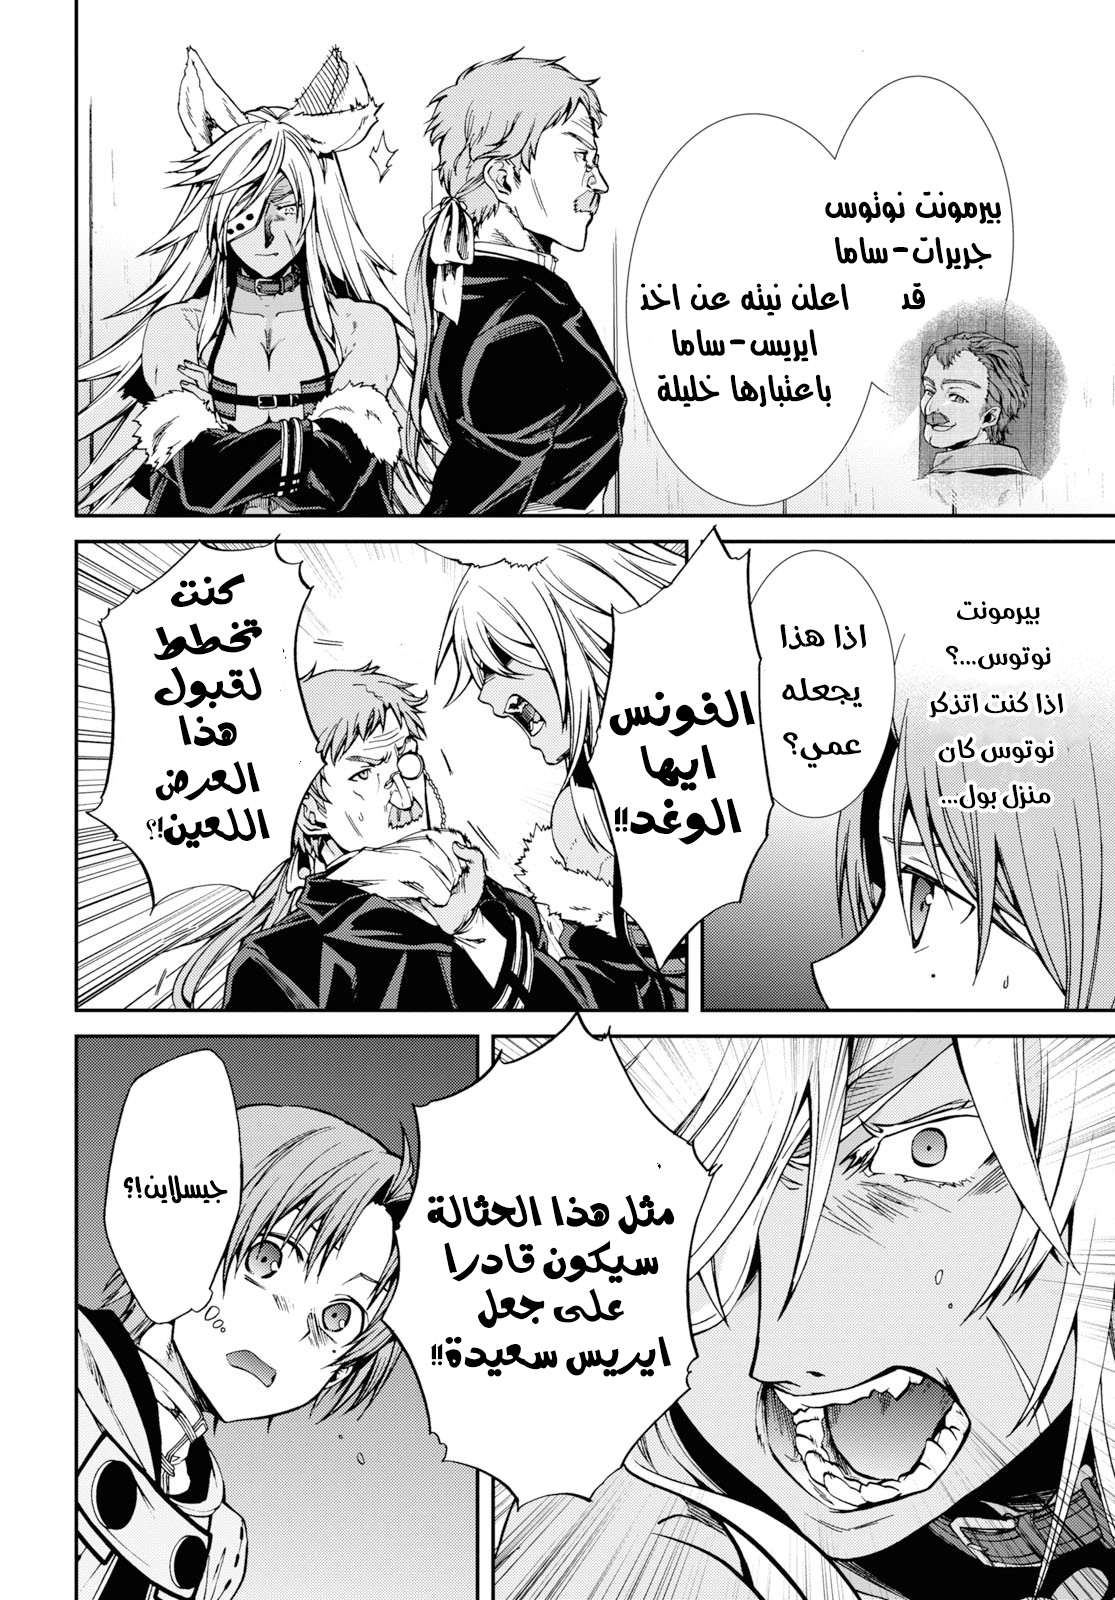 بيرمونت نوتوس
جريرات-ساما
قد اعلن نيته عن اخذ
ايريس-ساما
باعتبارها خليلة
بيرمونت
نوتوس...؟
اذا كنت اتذكر
نوتوس كان
منزل بول...
اذا هذا
يجعله
عمي؟
الفونس
ايها
الوغد!!
كنت
تخطط
لقبول
هذا
العرض
اللعين!؟
مثل هذا الحثالة
سيكون قادرا
على جعل
ايريس سعيدة!!
جيسلاين!؟